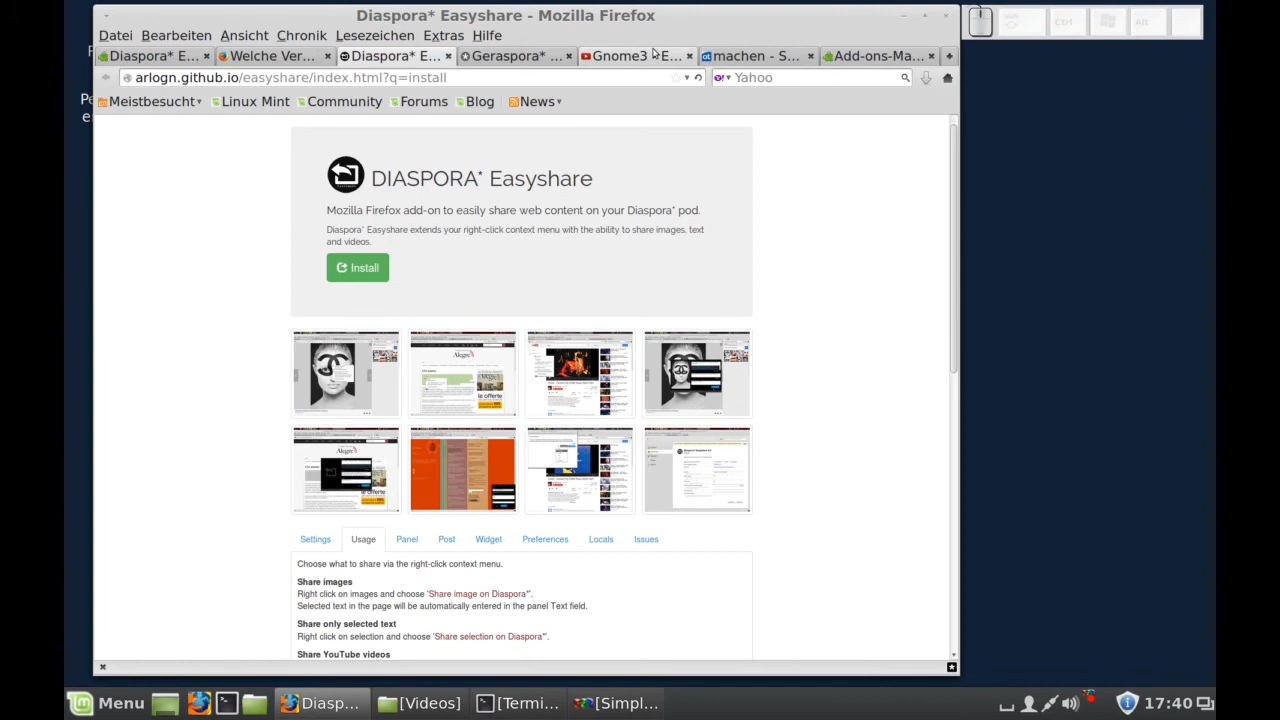 Diaspora* Easyshare - Mozilla Firefox
Datei Bearbeiten Ansicht Chronik Lesezeichen Extras Hilfe
Ctrl
Alt
Diaspora* E...
Welche Ver...
Diaspora* E...
Geraspora* ...
Gnome3 - E...
machen - S...
Add-ons-Ma...
arlogn.github.io/easyshare/index.html?q=install
Yahoo
Meistbesucht
Linux Mint
Community
Forums
Blog
News
DIASPORA* Easyshare
Mozilla Firefox add-on to easily share web content on your Diaspora* pod.
Diaspora* Easyshare extends your right-click context menu with the ability to share images, text
and videos.
Install
Settings Usage Panel Post Widget Preferences Locals Issues
Choose what to share via the right-click context menu.
Share images
Right click on images and choose 'Share image on Diaspora*'.
Selected text in the page will be automatically entered in the panel Text field.
Share only selected text
Right click on selection and choose 'Share selection on Diaspora*'.
Share YouTube videos
Menu
Diasp...
[Videos]
[Termi...
[Simpl...
17:40